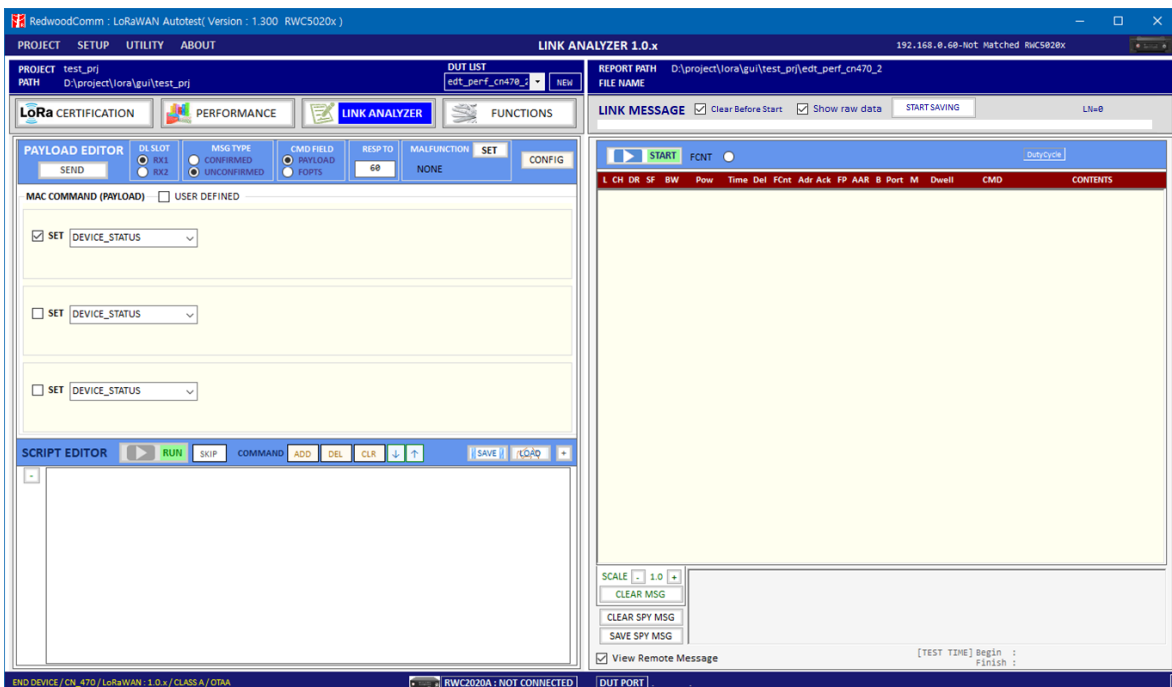 RedwoodComm : LoRaWAN Autotest( Version : 1.300 RWC5020x )
PROJECT SETUP UTILITY ABOUT LINK ANALYZER 1.0.x 192.168.0.60-Not Matched RWC5020x
PROJECT test_prj
PATH D:\project\lora\gui\test_prj
DUT LIST
edt_perf_cn470_2 NEW
REPORT PATH D:\project\lora\gui\test_prj\edt_perf_cn470_2
FILE NAME
LoRa CERTIFICATION PERFORMANCE LINK ANALYZER FUNCTIONS
LINK MESSAGE Clear Before Start Show raw data START SAVING LN=0
PAYLOAD EDITOR
SEND
DL SLOT
RX1
RX2
MSG TYPE
CONFIRMED
UNCONFIRMED
CMD FIELD
PAYLOAD
FOPTS
RESP TO
60
MALFUNCTION SET
NONE
CONFIG
MAC COMMAND (PAYLOAD) USER DEFINED
SET DEVICE_STATUS
SET DEVICE_STATUS
SET DEVICE_STATUS
SCRIPT EDITOR RUN SKIP COMMAND ADD DEL CLR ↓ ↑ SAVE LOAD +
-
START FCNT DutyCycle
L CH DR SF BW Pow Time Del FCnt Adr Ack FP AAR B Port M Dwell CMD CONTENTS
SCALE - 1.0 +
CLEAR MSG
CLEAR SPY MSG
SAVE SPY MSG
View Remote Message
[TEST TIME] Begin :
Finish :
END DEVICE / CN_470 / LoRaWAN : 1.0.x / CLASS A / OTAA
RWC2020A : NOT CONNECTED
DUT PORT